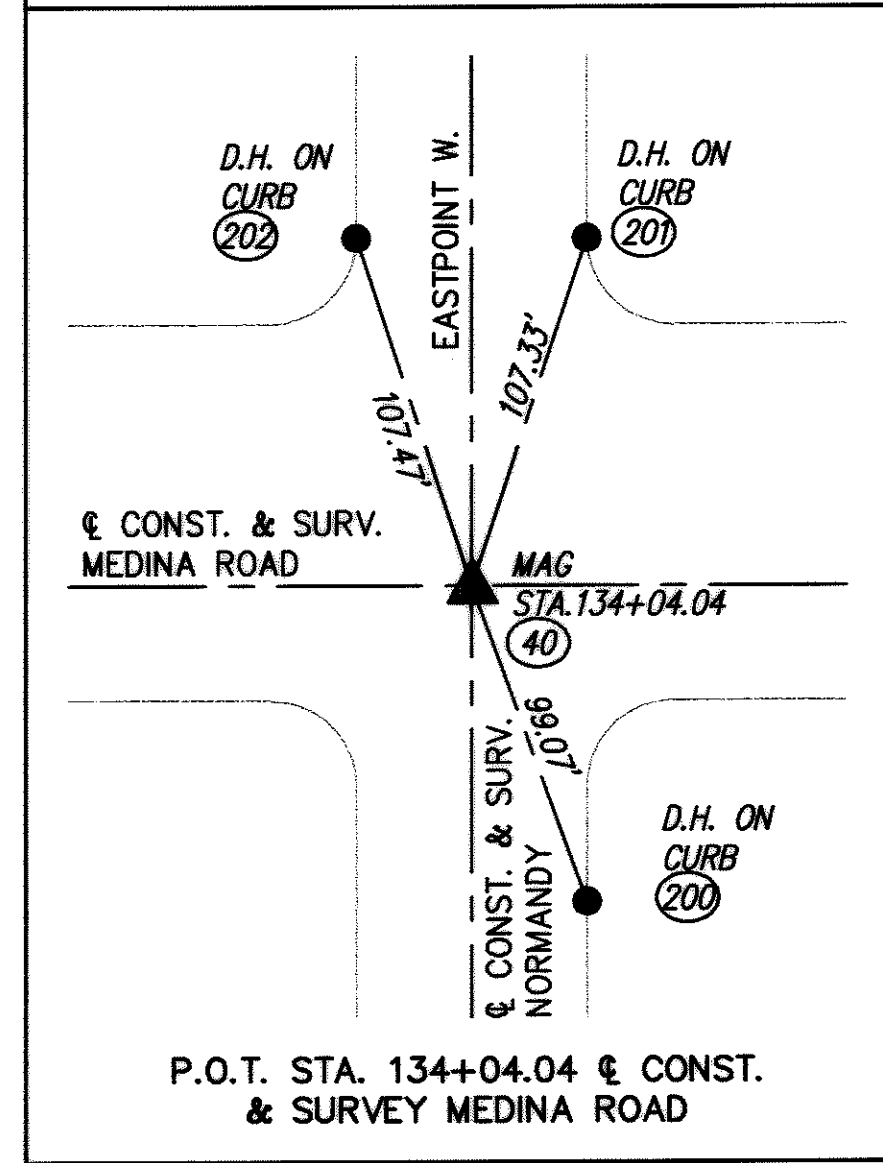 D.H. ON
CURB
202
EASTPOINT W.
D.H. ON
CURB
201
107.47'
107.33'
℄ CONST. & SURV.
MEDINA ROAD
MAG
STA.134+04.04
40
99.07'
℄ CONST. & SURV.
NORMANDY
D.H. ON
CURB
200
P.O.T. STA. 134+04.04 ℄ CONST.
& SURVEY MEDINA ROAD